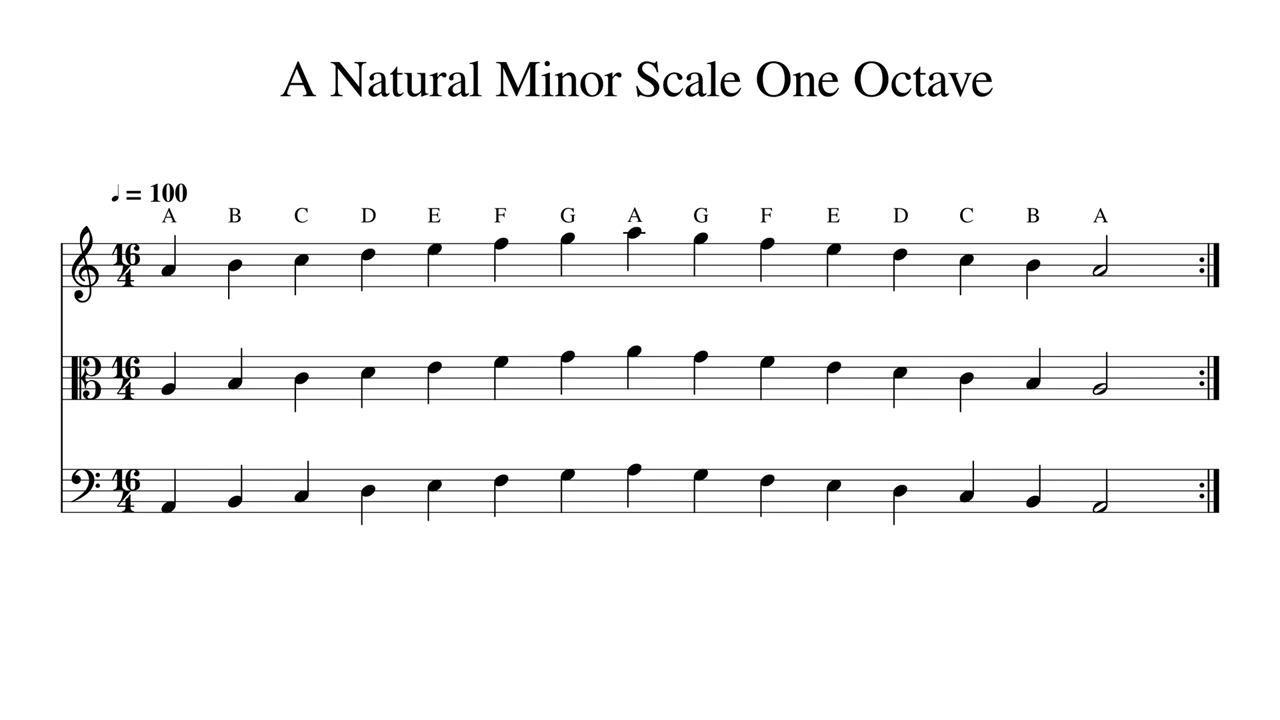 A Natural Minor Scale One Octave
♩ = 100
A B C D E F G A G F E D C B A
16
4
16
4
16
4